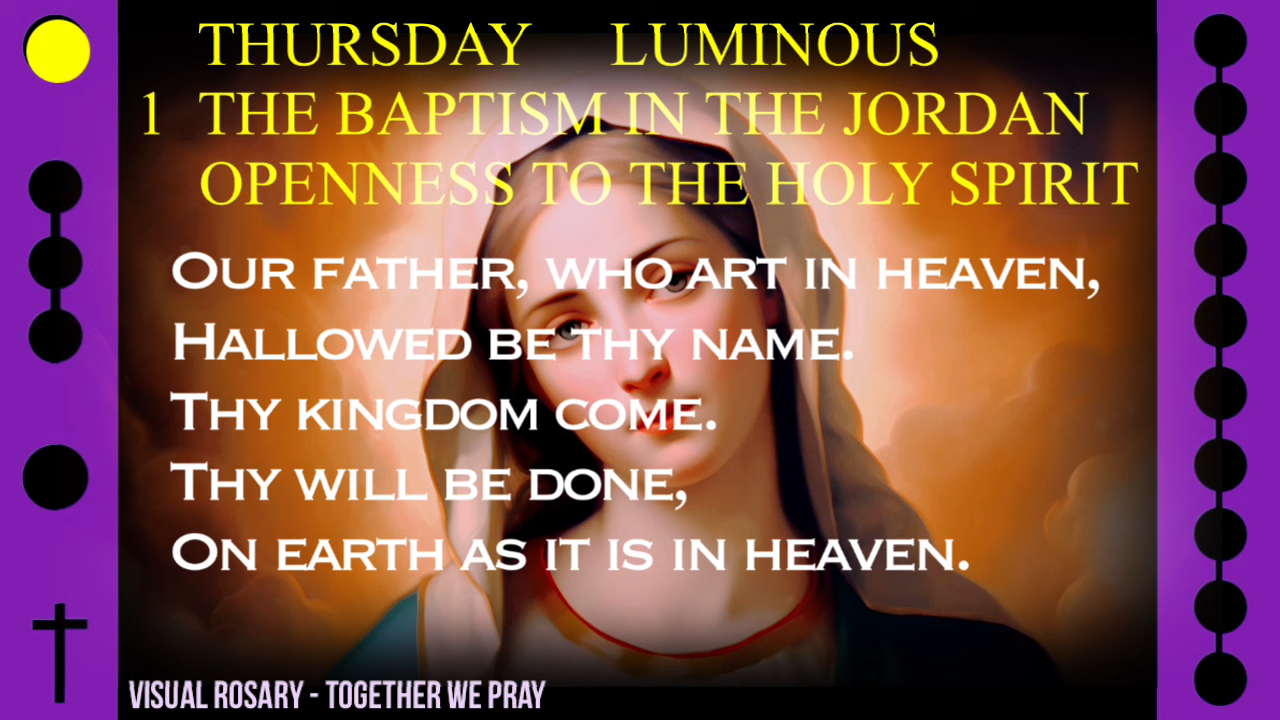 THURSDAY LUMINOUS
1 THE BAPTISM IN THE JORDAN
OPENNESS TO THE HOLY SPIRIT
OUR FATHER, WHO ART IN HEAVEN,
HALLOWED BE THY NAME.
THY KINGDOM COME.
THY WILL BE DONE,
ON EARTH AS IT IS IN HEAVEN.
VISUAL ROSARY - TOGETHER WE PRAY